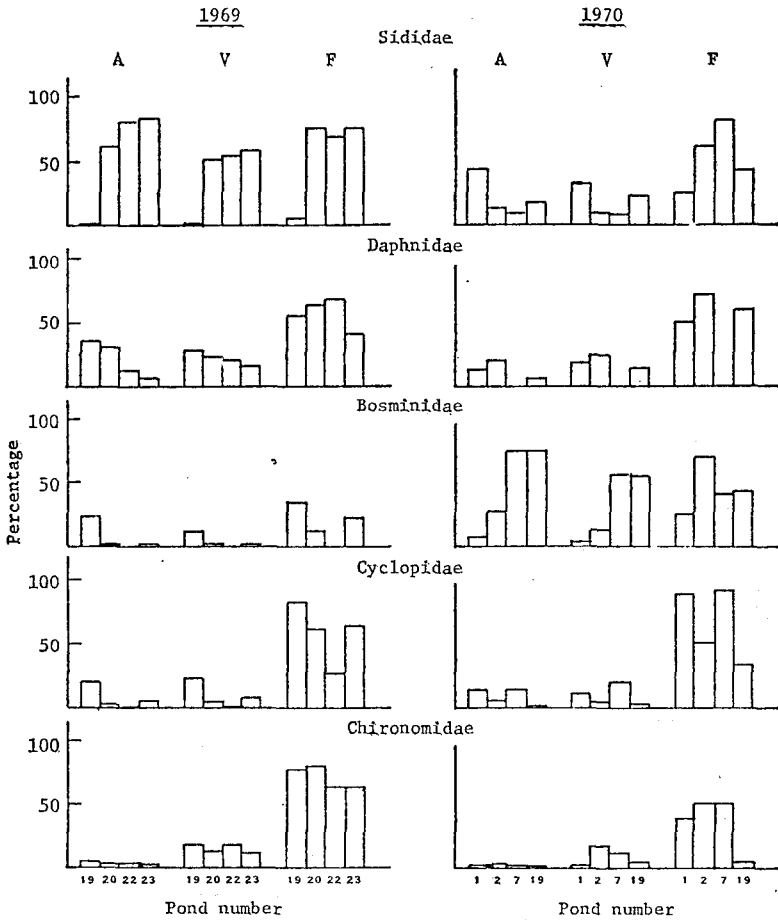 1969 1970
Sididae
A V F A V F
100
50
Daphnidae
100
50
Bosminidae
100
50
Percentage
Cyclopidae
100
50
Chironomidae
100
50
19 20 22 23 19 20 22 23 19 20 22 23 1 2 7 19 1 2 7 19 1 2 7 19
Pond number Pond number